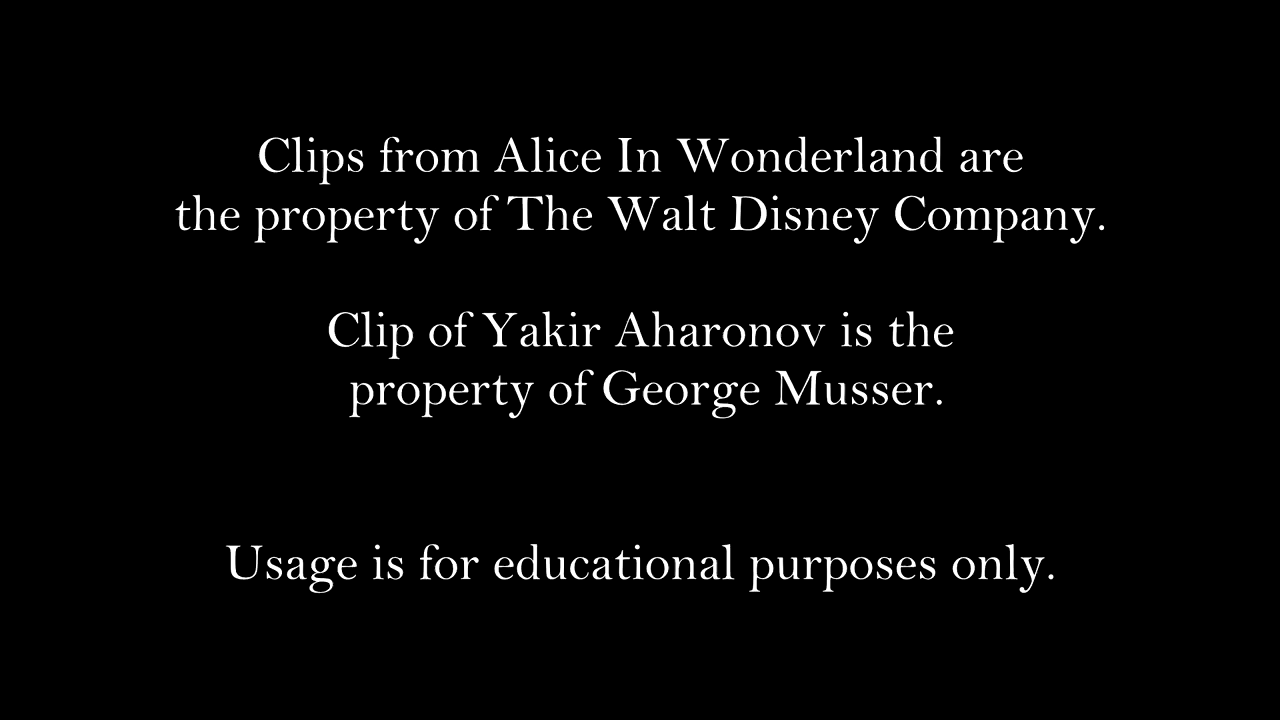 Clips from Alice In Wonderland are
the property of The Walt Disney Company.
Clip of Yakir Aharonov is the
property of George Musser.
Usage is for educational purposes only.